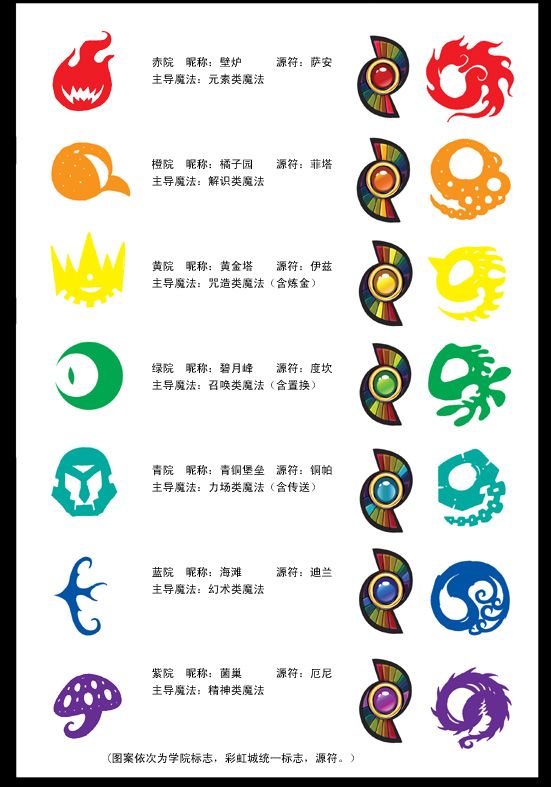 赤院 昵称：壁炉 源符：萨安
主导魔法：元素类魔法
橙院 昵称：橘子园 源符：菲塔
主导魔法：解识类魔法
黄院 昵称：黄金塔 源符：伊兹
主导魔法：咒造类魔法（含炼金）
绿院 昵称：碧月峰 源符：度坎
主导魔法：召唤类魔法（含置换）
青院 昵称：青铜堡垒 源符：铜帕
主导魔法：力场类魔法（含传送）
蓝院 昵称：海滩 源符：迪兰
主导魔法：幻术类魔法
紫院 昵称：菌巢 源符：厄尼
主导魔法：精神类魔法
（图案依次为学院标志，彩虹城统一标志，源符。）